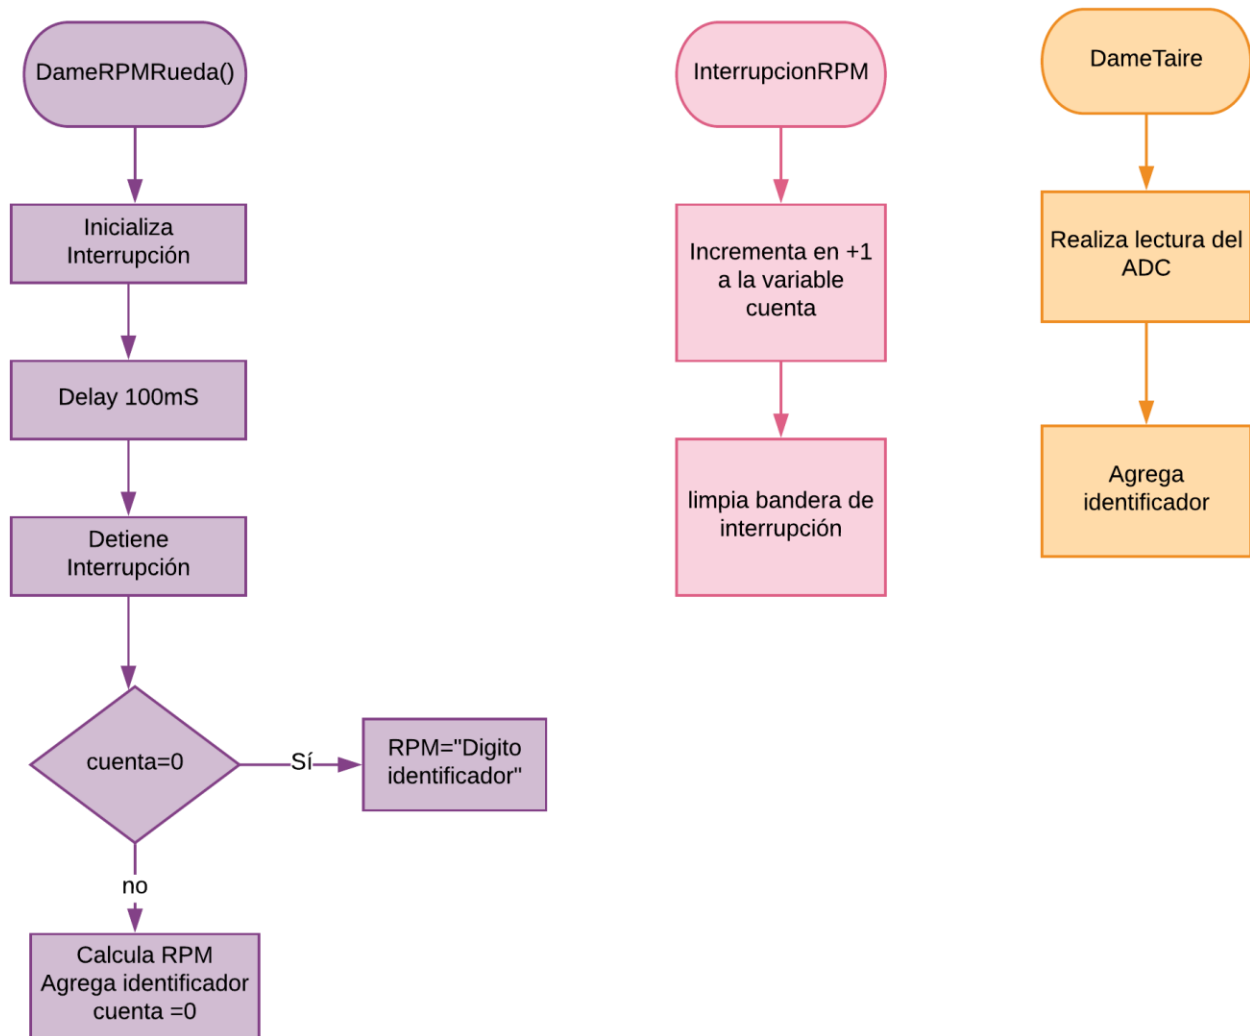 DameRPMRueda()
Inicializa
Interrupción
Delay 100mS
Detiene
Interrupción
cuenta=0
Sí
RPM="Digito
identificador"
no
Calcula RPM
Agrega identificador
cuenta =0
InterrupcionRPM
Incrementa en +1
a la variable
cuenta
limpia bandera de
interrupción
DameTaire
Realiza lectura del
ADC
Agrega
identificador